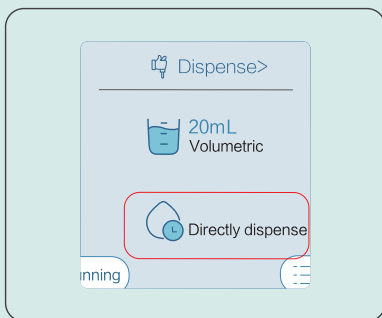 Dispense>
20mL
Volumetric
Directly dispense
nning